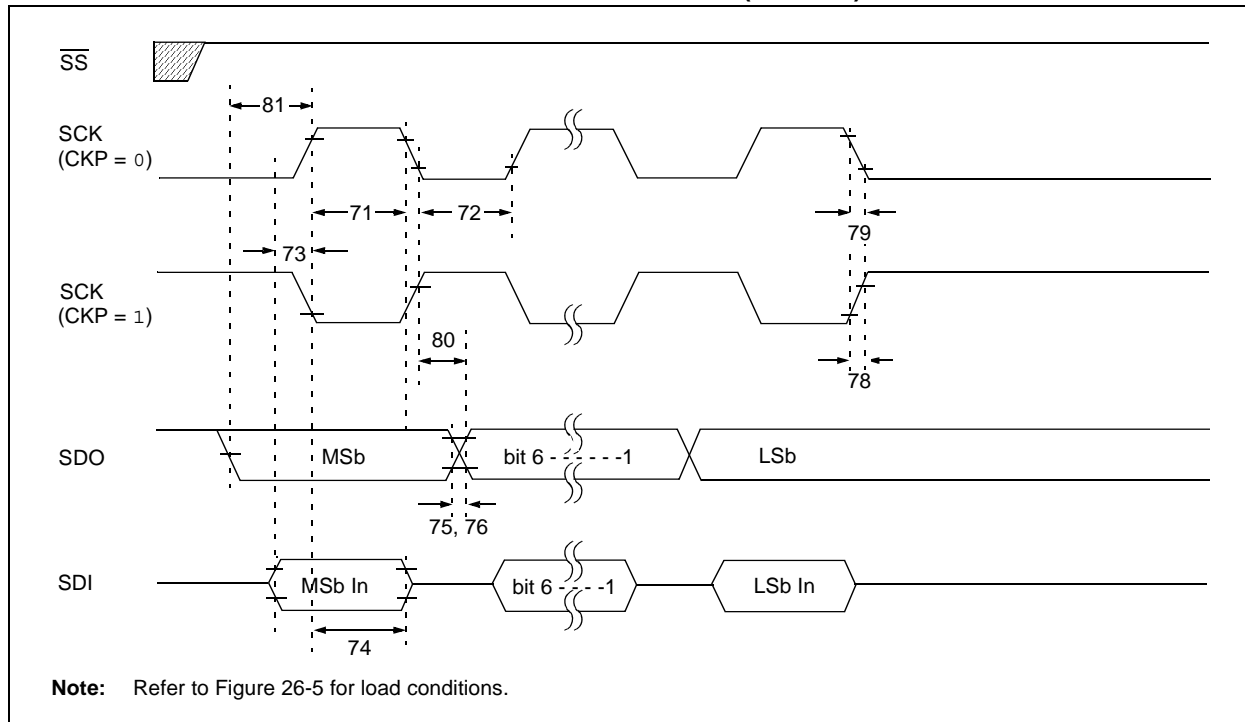 SS
81
SCK
(CKP = 0)
71
72
79
73
SCK
(CKP = 1)
80
78
SDO
MSb
bit 6 - - - - - - -1
LSb
75, 76
SDI
MSb In
bit 6 - - - - -1
LSb In
74
Note: Refer to Figure 26-5 for load conditions.